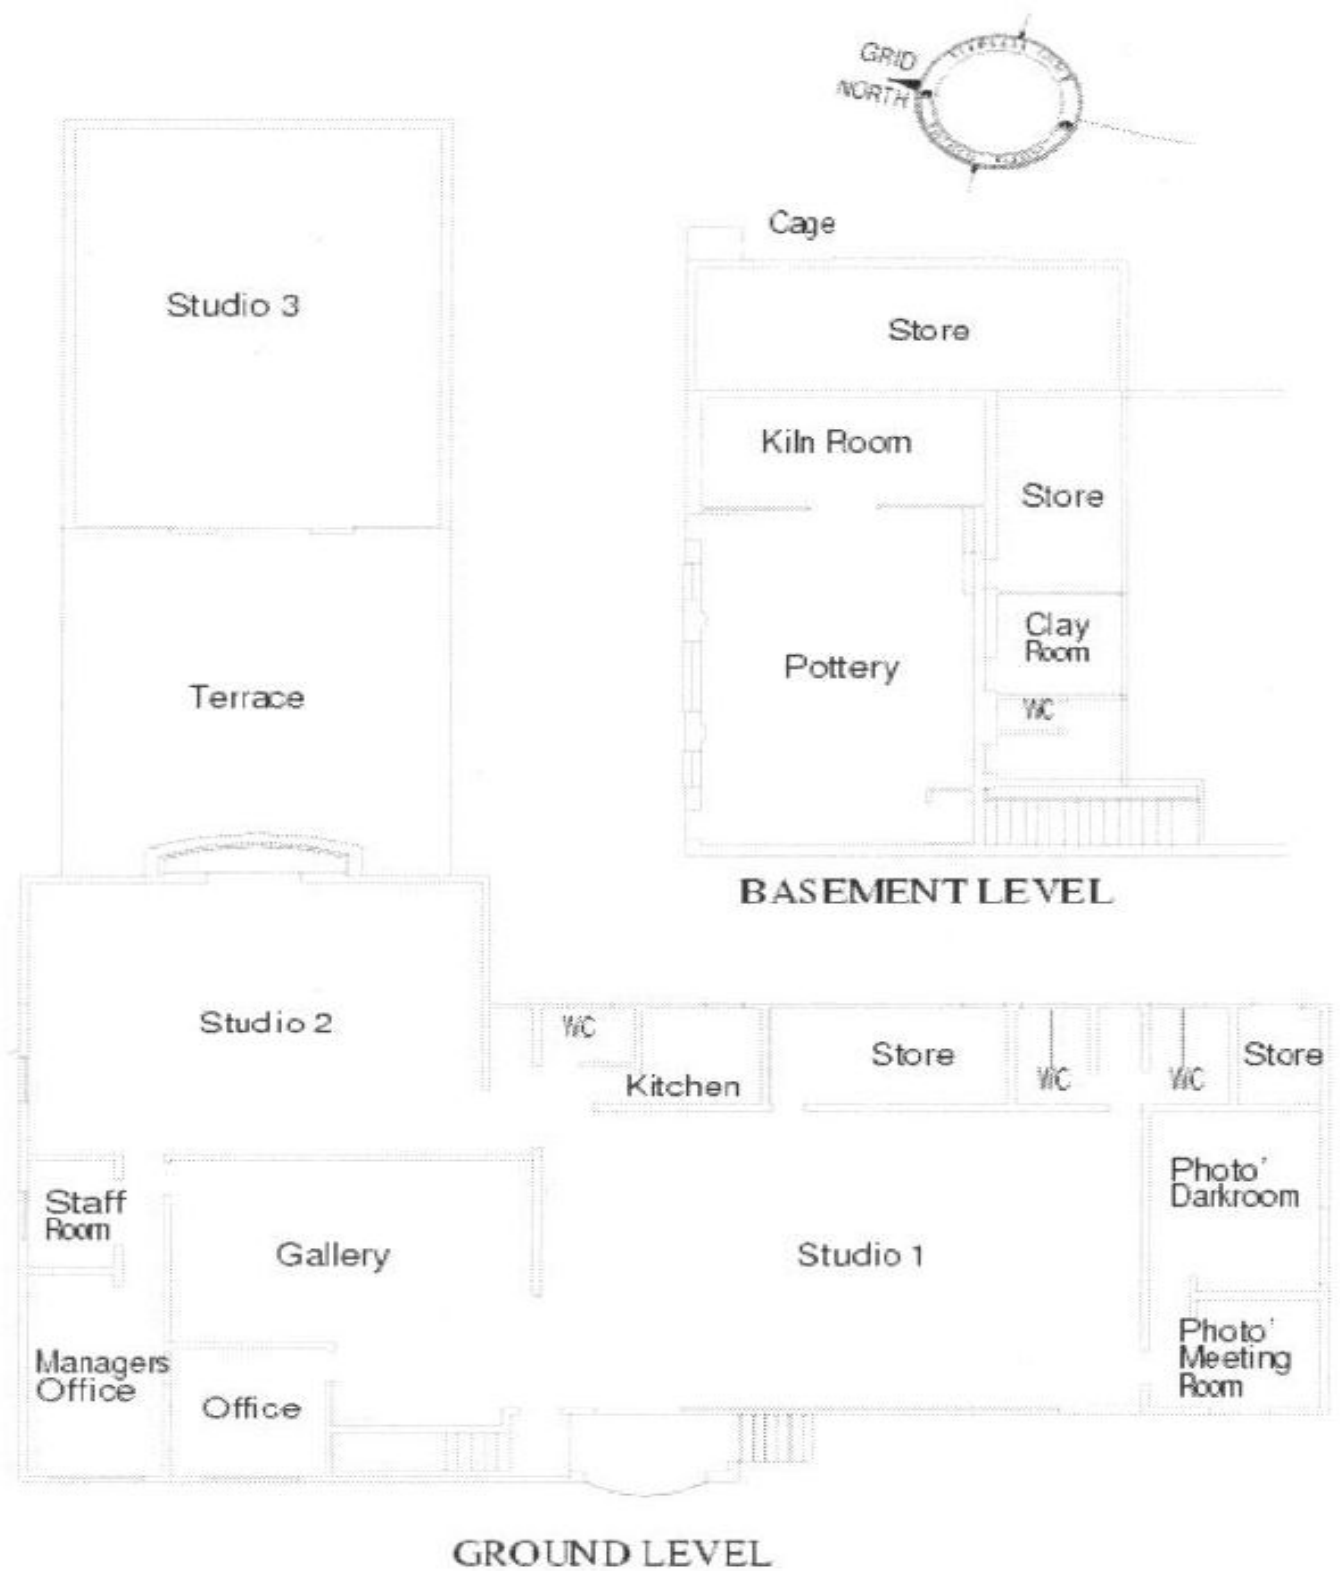 GRID
NORTH
Cage
Studio 3
Store
Kiln Room
Store
Clay
Room
Terrace
Pottery
WC
BASEMENT LEVEL
Studio 2
WC
Kitchen
Store
WC
WC
Store
Staff
Room
Gallery
Studio 1
Photo'
Darkroom
Managers
Office
Office
Photo'
Meeting
Room
GROUND LEVEL